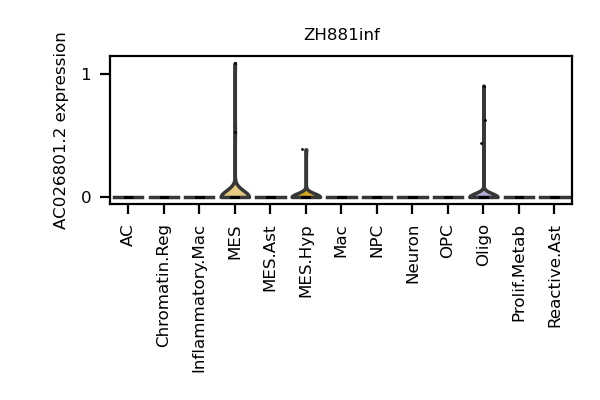 ZH881inf
AC026801.2 expression
1
0
AC
Chromatin.Reg
Inflammatory.Mac
MES
MES.Ast
MES.Hyp
Mac
NPC
Neuron
OPC
Oligo
Prolif.Metab
Reactive.Ast